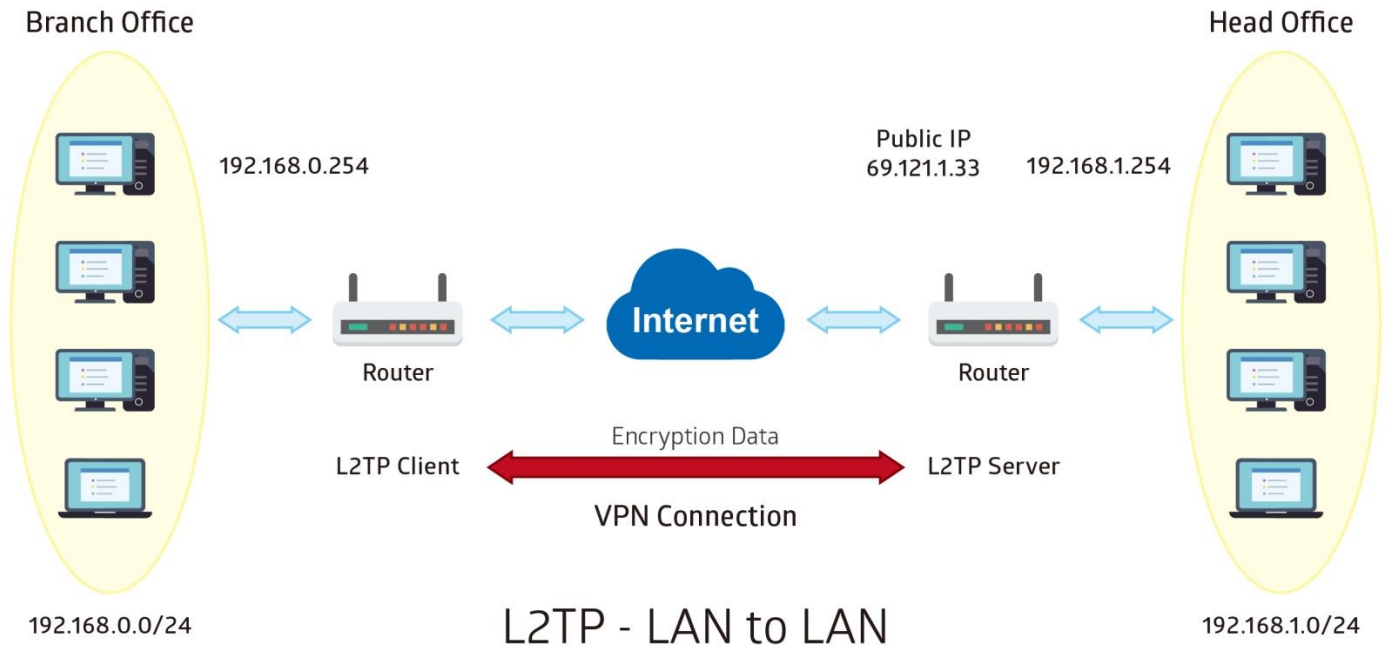 Branch Office
Head Office
Public IP
69.121.1.33
192.168.0.254
192.168.1.254
Internet
Router
Router
Encryption Data
L2TP Client
L2TP Server
VPN Connection
192.168.0.0/24
L2TP - LAN to LAN
192.168.1.0/24